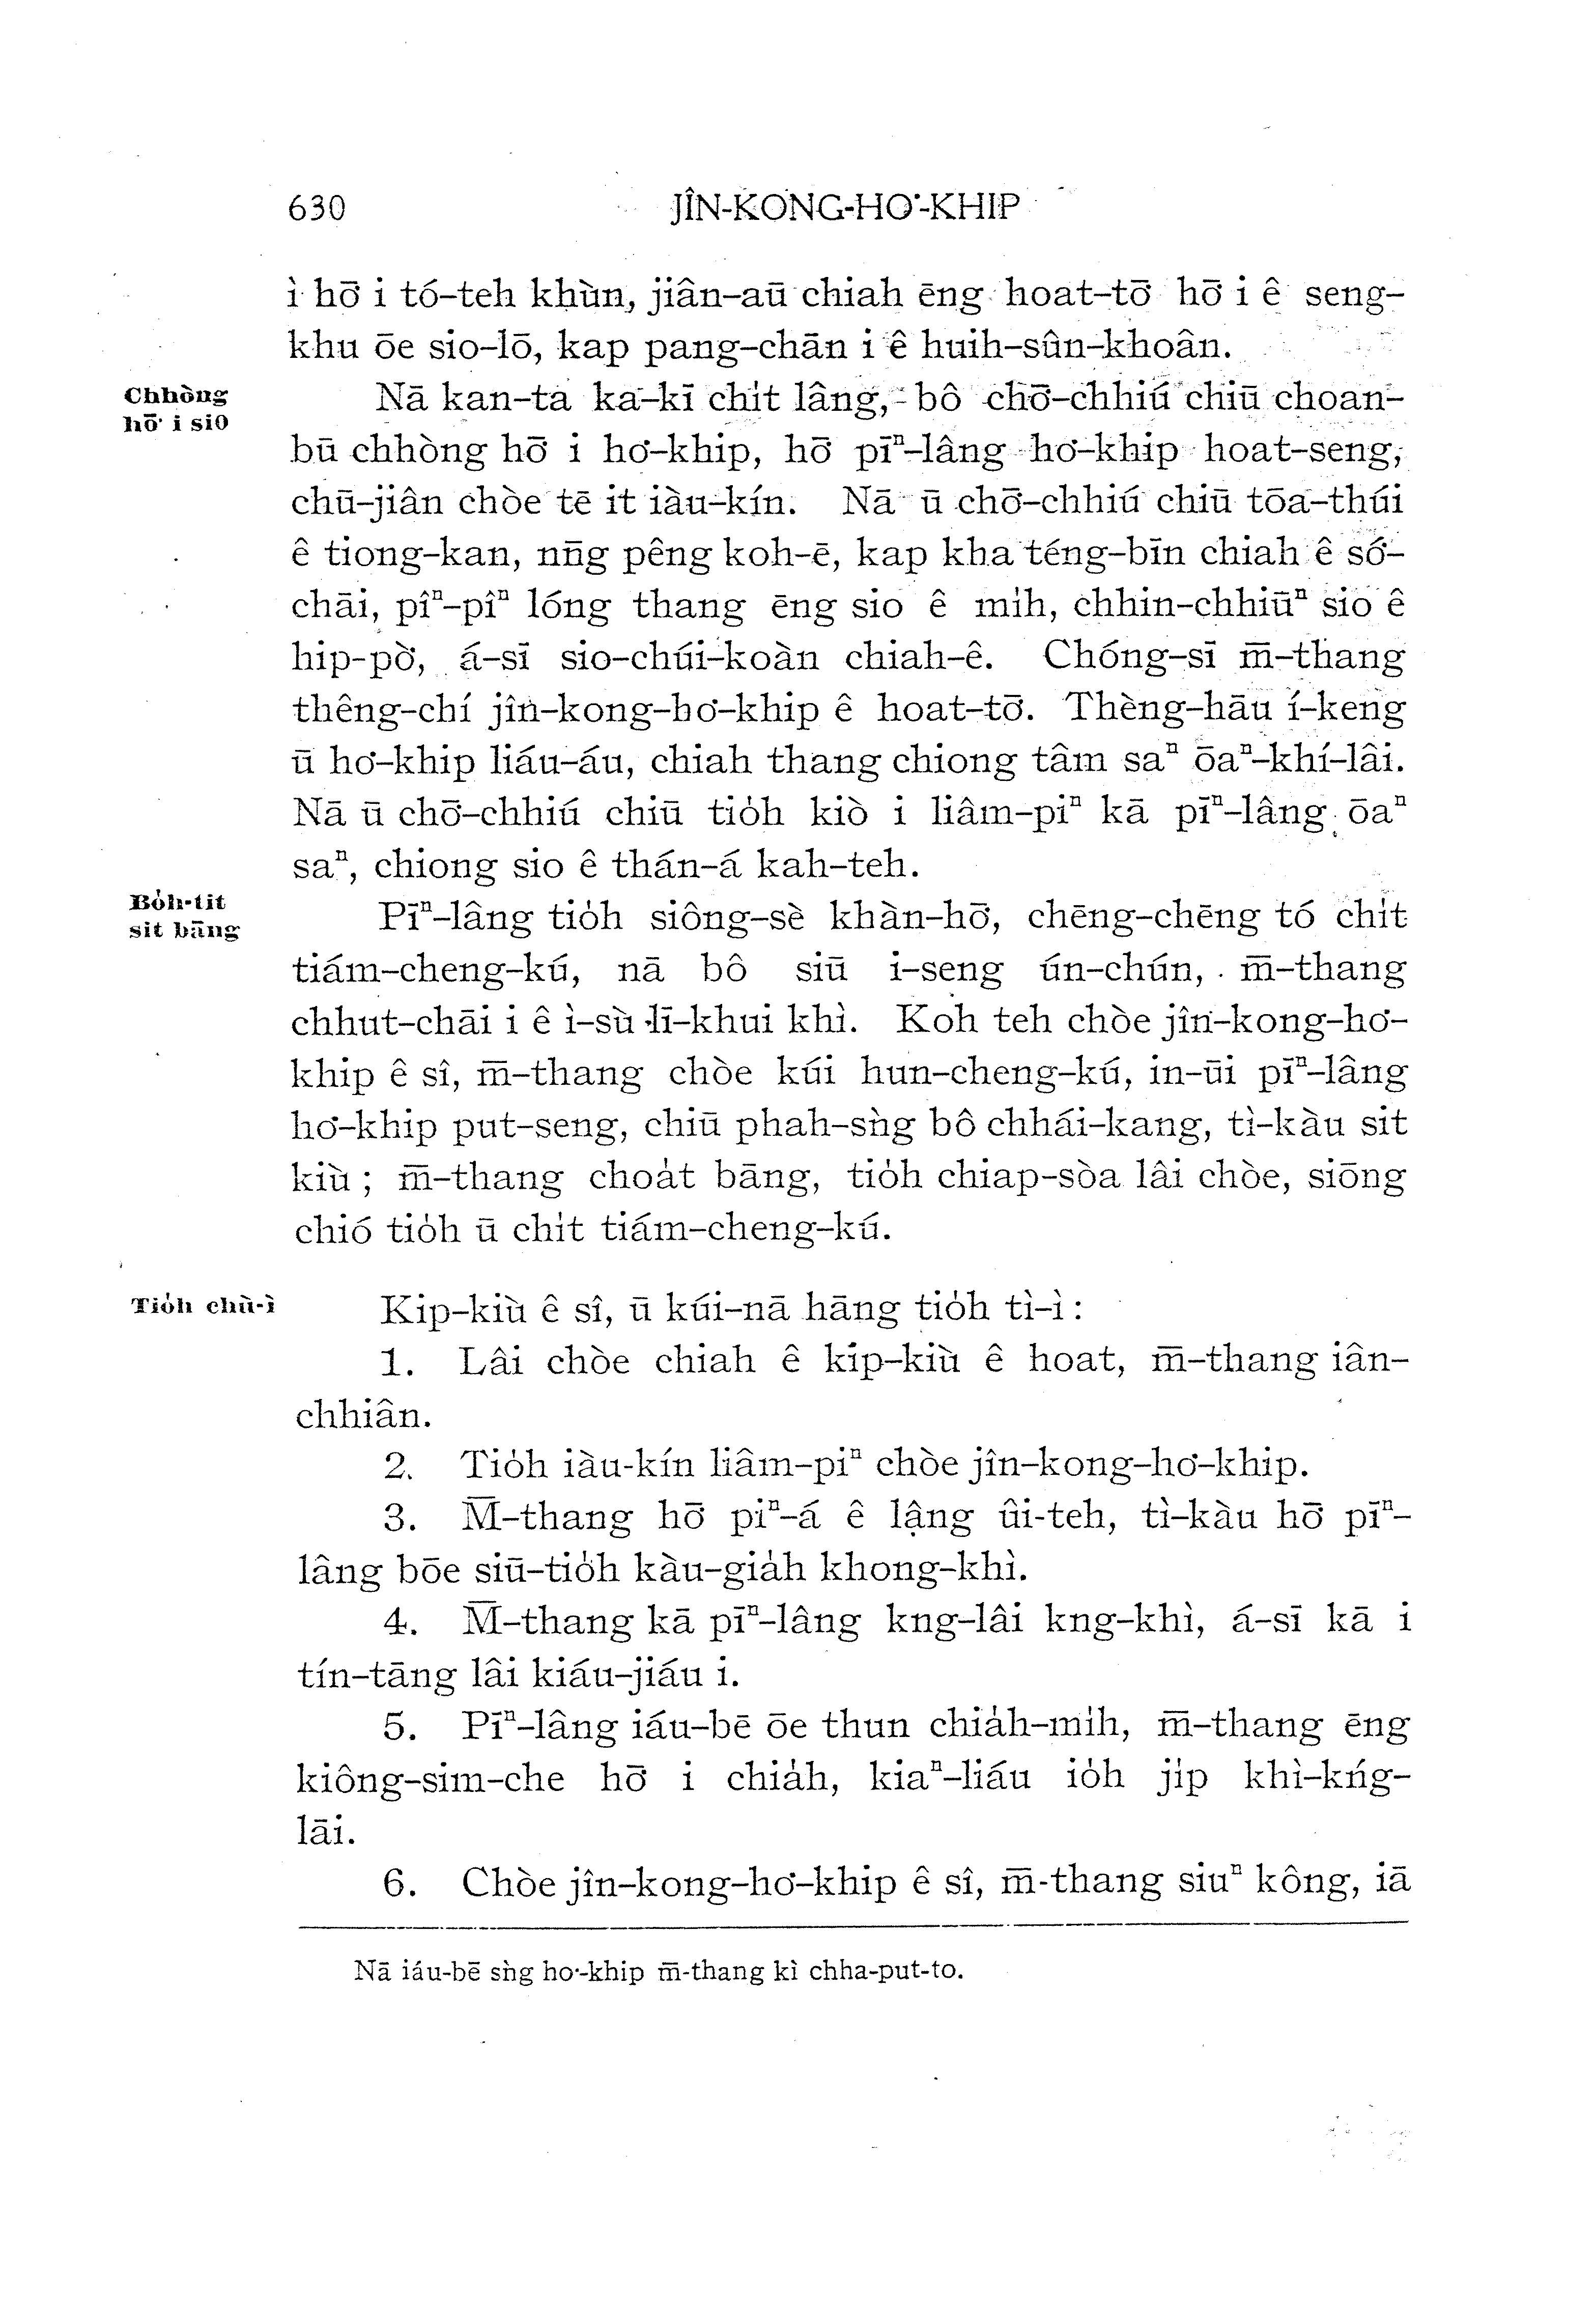 630 JÎN-KONG-HO͘-KHIP
ì hō͘ i tó-teh khùn, jiân-aū chiah ēng hoat-tō͘ hō͘ i ê seng-
khu ōe sio-lō, kap pang-chān i ê huih-sûn-khoân.
Chhòng
hō͘ i sio
Nā kan-ta ka-kī chi̍t lâng, bô chō͘-chhiú chiū choan-
bū chhòng hō͘ i ho͘-khip, hō͘ pīⁿ-lâng ho͘-khip hoat-seng,
chū-jiân chòe tē it iàu-kín. Nā ū chō͘-chhiú chiū tōa-thúi
ê tiong-kan, nn̄g pêng koh-ē, kap kha téng-bīn chiah ê só͘-
chāi, pîⁿ-pîⁿ lóng thang ēng sio ê mi̍h, chhin-chhiūⁿ sio ê
hip-pò͘, á-sī sio-chúi-koàn chiah-ê. Chóng-sī m̄-thang
thêng-chí jîn-kong-ho͘-khip ê hoat-tō͘. Thèng-hāu í-keng
ū ho͘-khip liáu-áu, chiah thang chiong tâm saⁿ ōaⁿ-khí-lâi.
Nā ū chō͘-chhiú chiū tio̍h kiò i liâm-piⁿ kā pīⁿ-lâng ōaⁿ
saⁿ, chiong sio ê thán-á kah-teh.
Bo̍h-tit
sit bāng
Pīⁿ-lâng tio̍h siông-sè khàn-hō͘, chēng-chēng tó chi̍t
tiám-cheng-kú, nā bô siū i-seng ún-chún, m̄-thang
chhut-chāi i ê ì-sù lī-khui khì. Koh teh chòe jîn-kong-ho͘-
khip ê sî, m̄-thang chòe kúi hun-cheng-kú, in-ūi pīⁿ-lâng
ho͘-khip put-seng, chiū phah-sǹg bô chhái-kang, tì-kàu sit
kiù ; m̄-thang choa̍t bāng, tio̍h chiap-sòa lâi chòe, siōng
chió tio̍h ū chi̍t tiám-cheng-kú.
Tio̍h chù-ì
Kip-kiù ê sî, ū kúi-nā hāng tio̍h tì-ì :
1. Lâi chòe chiah ê kip-kiù ê hoat, m̄-thang iân-
chhiân.
2. Tio̍h iàu-kín liâm-piⁿ chòe jîn-kong-ho͘-khip.
3. M̄-thang hō͘ piⁿ-á ê lâng ûi-teh, tì-kàu hō͘ pīⁿ-
lâng bōe siū-tio̍h kàu-gia̍h khong-khì.
4. M̄-thang kā pīⁿ-lâng kng-lâi kng-khì, á-sī kā i
tín-tāng lâi kiáu-jiáu i.
5. Pīⁿ-lâng iáu-bē ōe thun chia̍h-mi̍h, m̄-thang ēng
kiông-sim-che hō͘ i chia̍h, kiaⁿ-liáu io̍h ji̍p khì-kńg-
lāi.
6. Chòe jîn-kong-ho͘-khip ê sî, m̄-thang siuⁿ kông, iā
Nā iáu-bē sǹg ho͘-khip m̄-thang kì chha-put-to.